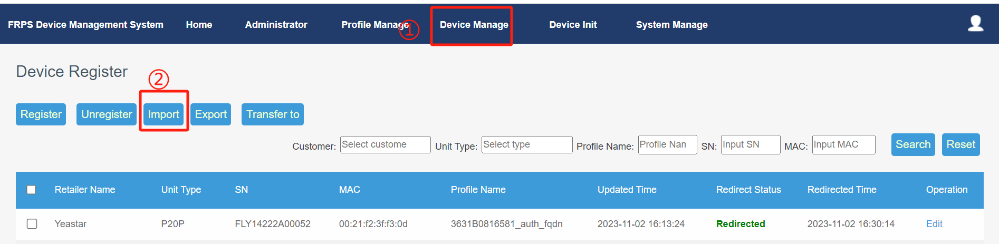 FRPS Device Management System Home Administrator Profile Manage ① Device Manage Device Init System Manage
Device Register
②
Register Unregister Import Export Transfer to
Customer: Select custome Unit Type: Select type Profile Name: Profile Nam SN: Input SN MAC: Input MAC Search Reset
Retailer Name Unit Type SN MAC Profile Name Updated Time Redirect Status Redirected Time Operation
Yeastar P20P FLY14222A00052 00:21:f2:3f:f3:0d 3631B0816581_auth_fqdn 2023-11-02 16:13:24 Redirected 2023-11-02 16:30:14 Edit